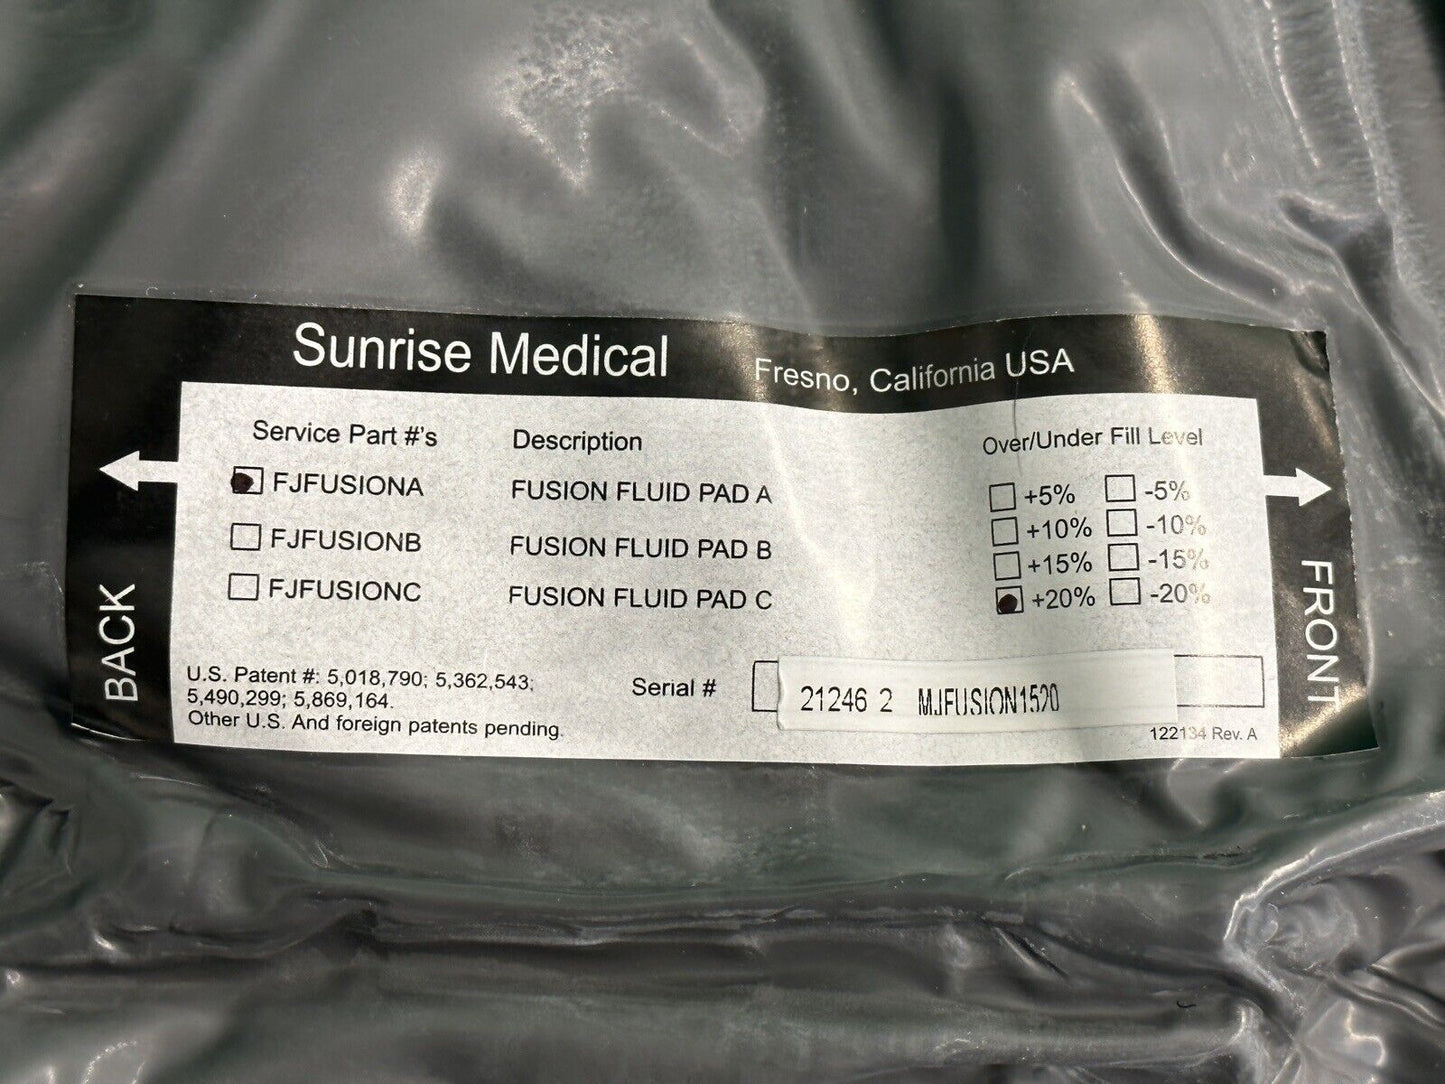 Sunrise Medical Fresno, California USA
Service Part #'s Description Over/Under Fill Level
FJFUSIONA FUSION FLUID PAD A
FJFUSIONB FUSION FLUID PAD B
FJFUSIONC FUSION FLUID PAD C
+5% -5%
+10% -10%
+15% -15%
+20% -20%
BACK
FRONT
U.S. Patent #: 5,018,790; 5,362,543;
5,490,299; 5,869,164.
Other U.S. And foreign patents pending.
Serial # 21246 2 MJFUSION1520
122134 Rev. A